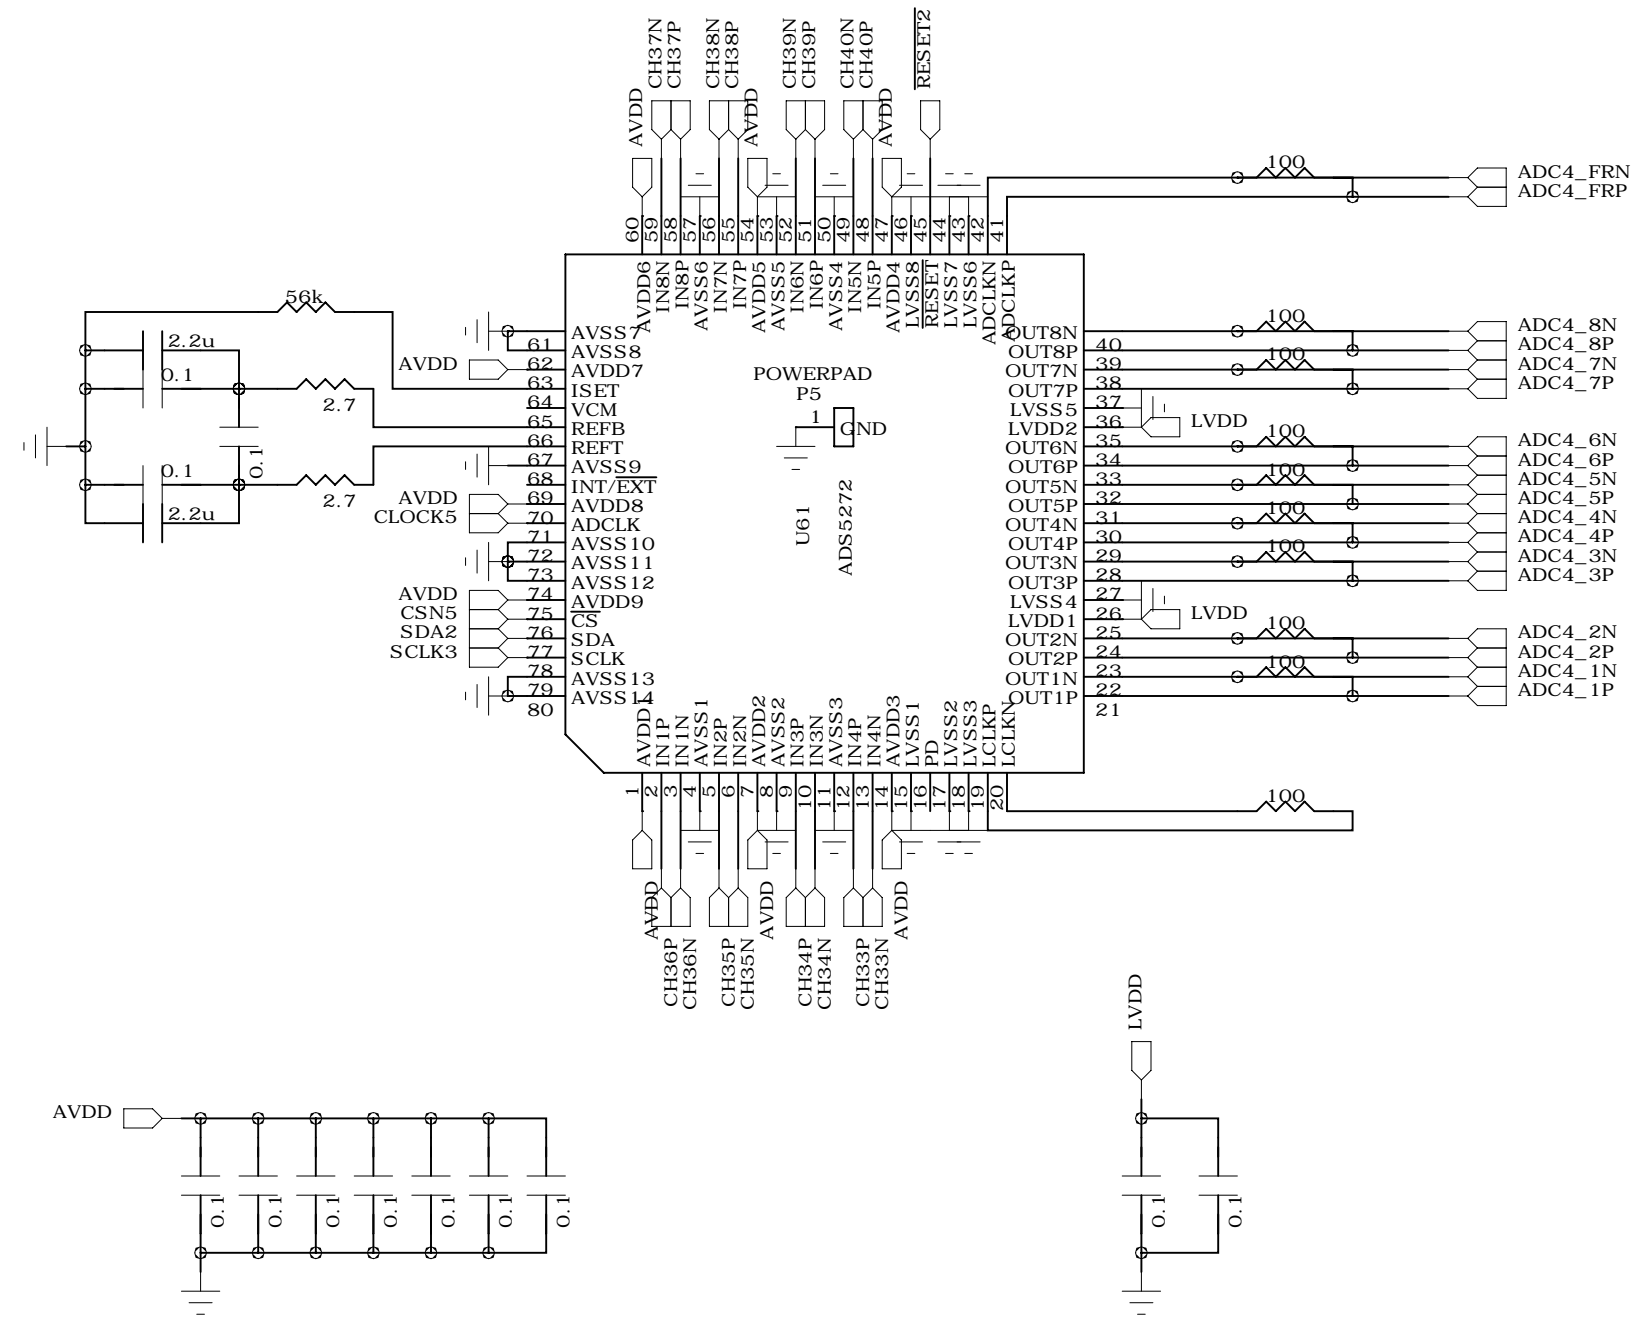 CH37N
CH37P
CH38N
CH38P
CH39N
CH39P
CH40N
CH40P
RESET2
AVDD
AVDD
AVDD
60
59
58
57
56
55
54
53
52
51
50
49
48
47
46
45
44
43
42
41
AVDD6
IN8N
IN8P
AVSS6
IN7N
IN7P
AVDD5
AVSS5
IN6N
IN6P
AVSS4
IN5N
IN5P
AVDD4
LVSS8
RESET
LVSS7
LVSS6
ADCLKN
ADCLKP
100
ADC4_FRN
ADC4_FRP
56k
2.2u
0.1
2.7
0.1
0.1
2.7
2.2u
AVDD
AVDD
CLOCK5
AVDD
CSN5
SDA2
SCLK3
61
62
63
64
65
66
67
68
69
70
71
72
73
74
75
76
77
78
79
80
AVSS7
AVSS8
AVDD7
ISET
VCM
REFB
REFT
AVSS9
INT/EXT
AVDD8
ADCLK
AVSS10
AVSS11
AVSS12
AVDD9
CS
SDA
SCLK
AVSS13
AVSS14
POWERPAD
P5
1
GND
U61
ADS5272
OUT8N
OUT8P
OUT7N
OUT7P
LVSS5
LVDD2
OUT6N
OUT6P
OUT5N
OUT5P
OUT4N
OUT4P
OUT3N
OUT3P
LVSS4
LVDD1
OUT2N
OUT2P
OUT1N
OUT1P
40
39
38
37
36
35
34
33
32
31
30
29
28
27
26
25
24
23
22
21
LVDD
LVDD
100
100
100
100
100
100
100
100
ADC4_8N
ADC4_8P
ADC4_7N
ADC4_7P
ADC4_6N
ADC4_6P
ADC4_5N
ADC4_5P
ADC4_4N
ADC4_4P
ADC4_3N
ADC4_3P
ADC4_2N
ADC4_2P
ADC4_1N
ADC4_1P
AVDD1
IN1P
IN1N
AVSS1
IN2P
IN2N
AVDD2
AVSS2
IN3P
IN3N
AVSS3
IN4P
IN4N
AVDD3
LVSS1
PD
LVSS2
LVSS3
LCLKP
LCLKN
1
2
3
4
5
6
7
8
9
10
11
12
13
14
15
16
17
18
19
20
100
AVDD
AVDD
AVDD
CH36P
CH36N
CH35P
CH35N
CH34P
CH34N
CH33P
CH33N
AVDD
0.1
0.1
0.1
0.1
0.1
0.1
0.1
LVDD
0.1
0.1